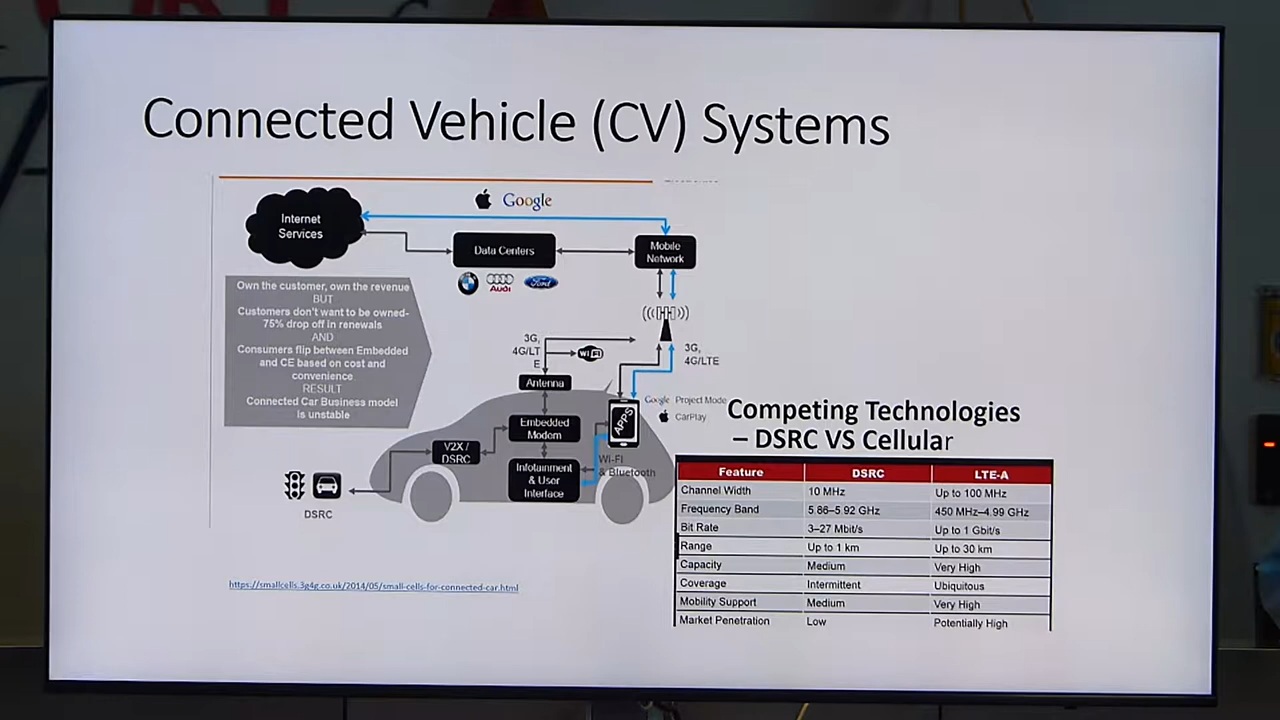 Connected Vehicle (CV) Systems
Google
Internet
Services
Data Centers
Mobile
Network
Audi
Ford
Own the customer, own the revenue
BUT
Customers don't want to be owned-
75% drop off in renewals
AND
Consumers flip between Embedded
and CE based on cost and
convenience
RESULT
Connected Car Business model
is unstable
3G,
4G/LT
E
WiFi
3G,
4G/LTE
Antenna
Google Project Mode
CarPlay
APPS
Embedded
Modem
V2X /
DSRC
Wi-Fi
& Bluetooth
Infotainment
& User
Interface
DSRC
https://smallcells.3g4g.co.uk/2014/05/small-cells-for-connected-car.html
Competing Technologies
– DSRC VS Cellular
Feature DSRC LTE-A
Channel Width 10 MHz Up to 100 MHz
Frequency Band 5.86–5.92 GHz 450 MHz–4.99 GHz
Bit Rate 3–27 Mbit/s Up to 1 Gbit/s
Range Up to 1 km Up to 30 km
Capacity Medium Very High
Coverage Intermittent Ubiquitous
Mobility Support Medium Very High
Market Penetration Low Potentially High